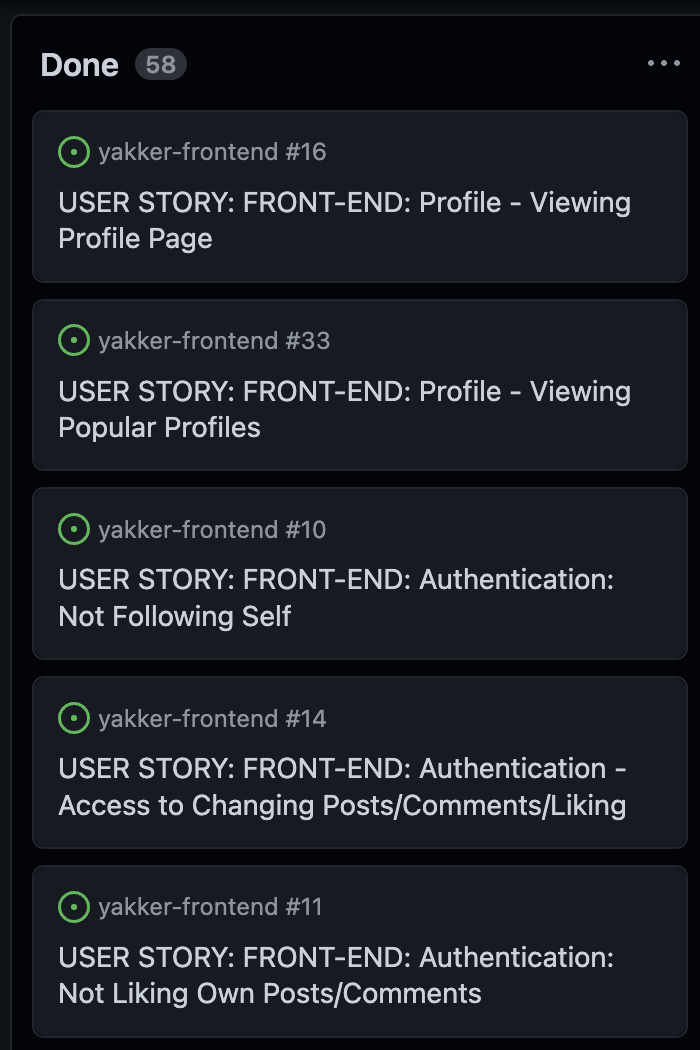 Done 58
yakker-frontend #16
USER STORY: FRONT-END: Profile - Viewing
Profile Page
yakker-frontend #33
USER STORY: FRONT-END: Profile - Viewing
Popular Profiles
yakker-frontend #10
USER STORY: FRONT-END: Authentication:
Not Following Self
yakker-frontend #14
USER STORY: FRONT-END: Authentication -
Access to Changing Posts/Comments/Liking
yakker-frontend #11
USER STORY: FRONT-END: Authentication:
Not Liking Own Posts/Comments